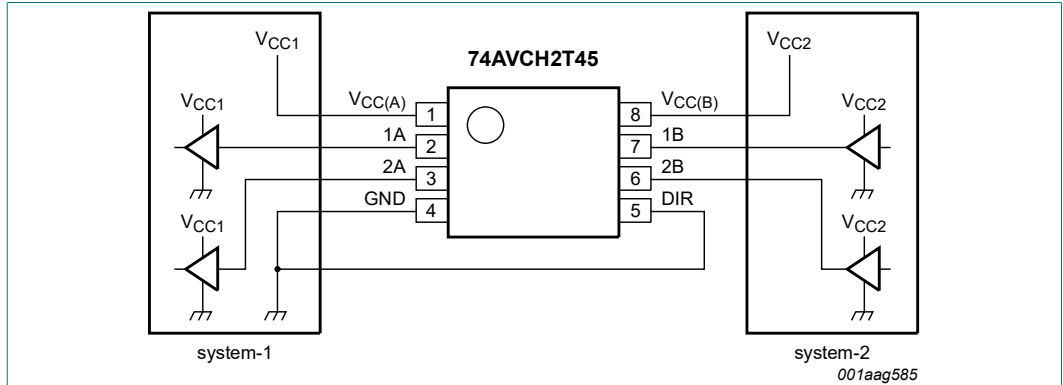 VCC1
VCC2
74AVCH2T45
VCC1
VCC(A)
1
8
VCC(B)
VCC2
1A
2
7
1B
2A
3
6
2B
GND
4
5
DIR
VCC1
VCC2
system-1
system-2
001aag585